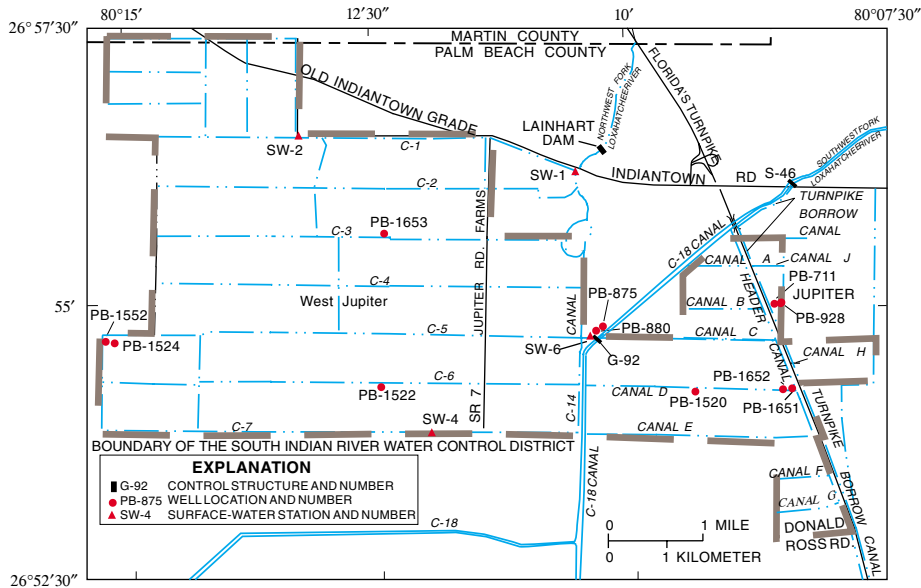 80°15'
12'30"
10'
80°07'30"
26°57'30"
MARTIN COUNTY
PALM BEACH COUNTY
OLD INDIANTOWN GRADE
FLORIDA'S TURNPIKE
NORTHWEST FORK
LOXAHATCHEE RIVER
LAINHART
DAM
SOUTHWEST FORK
LOXAHATCHEE RIVER
SW-2
C-1
SW-1
INDIANTOWN RD
S-46
C-2
TURNPIKE
BORROW
CANAL
PB-1653
C-3
JUPITER RD. FARMS
SR 7
C-18 CANAL
CANAL A
CANAL J
C-4
PB-711
West Jupiter
JUPITER
55'
CANAL
PB-875
CANAL B
HEADER CANAL
PB-928
PB-1552
C-5
PB-880
CANAL C
PB-1524
SW-6
G-92
CANAL H
C-6
PB-1652
PB-1522
C-14
CANAL D
PB-1520
PB-1651
SW-4
C-7
CANAL E
TURNPIKE BORROW CANAL
BOUNDARY OF THE SOUTH INDIAN RIVER WATER CONTROL DISTRICT
EXPLANATION
G-92 CONTROL STRUCTURE AND NUMBER
PB-875 WELL LOCATION AND NUMBER
SW-4 SURFACE-WATER STATION AND NUMBER
C-18 CANAL
CANAL F
CANAL G
C-18
0 1 MILE
0 1 KILOMETER
DONALD
ROSS RD.
26°52'30"